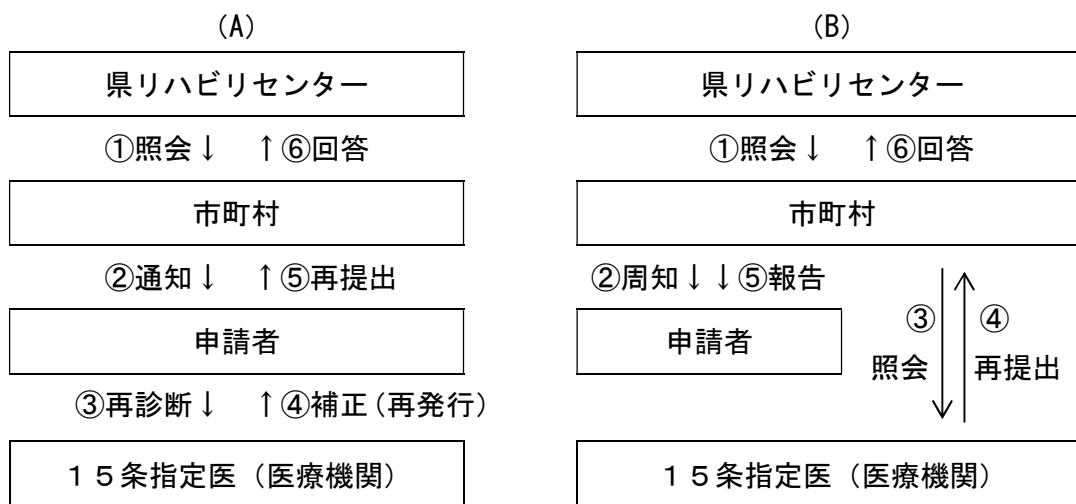 (A)
県リハビリセンター
①照会↓ ↑⑥回答
市町村
②通知↓ ↑⑤再提出
申請者
③再診断↓ ↑④補正(再発行)
15条指定医(医療機関)
(B)
県リハビリセンター
①照会↓ ↑⑥回答
市町村
②周知↓↓⑤報告
申請者
③
照会
④
再提出
15条指定医(医療機関)